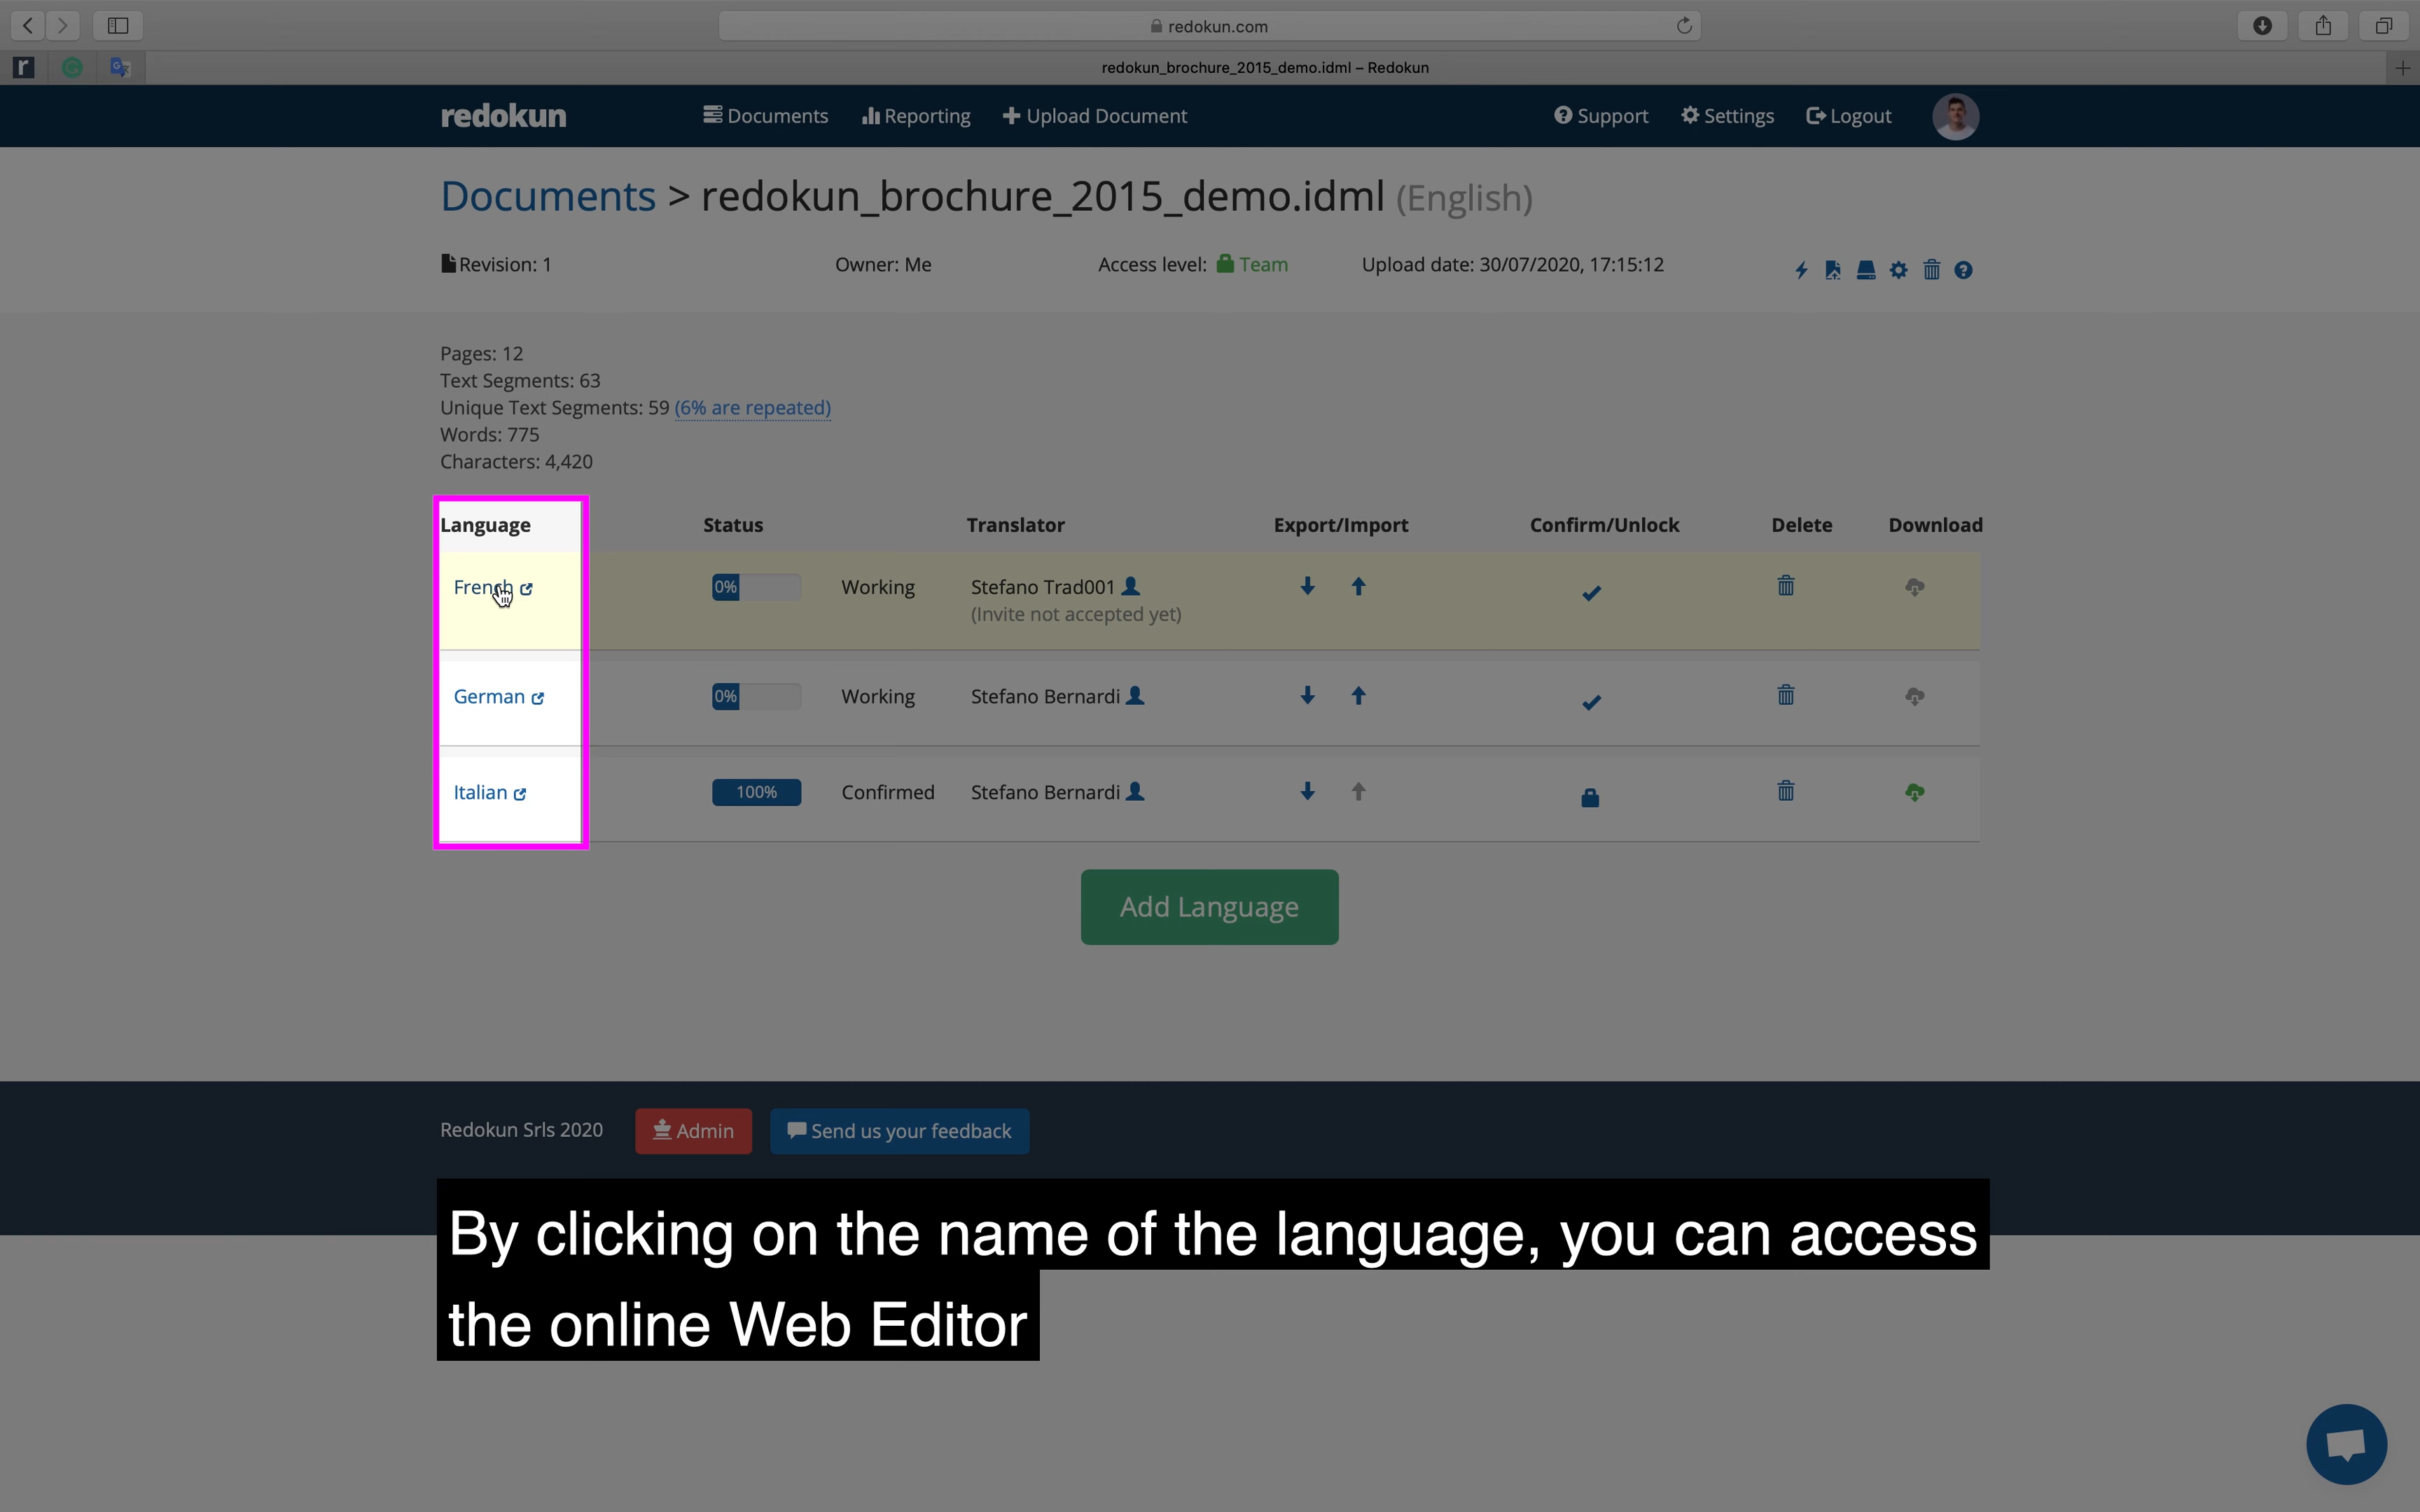 redokun.com
r
redokun_brochure_2015_demo.idml – Redokun
redokun
Documents
Reporting
Upload Document
Support
Settings
Logout
Documents > redokun_brochure_2015_demo.idml (English)
Revision: 1
Owner: Me
Access level: Team
Upload date: 30/07/2020, 17:15:12
Pages: 12
Text Segments: 63
Unique Text Segments: 59 (6% are repeated)
Words: 775
Characters: 4,420
Language Status Translator Export/Import Confirm/Unlock Delete Download
French 0% Working Stefano Trad001
(Invite not accepted yet)
German 0% Working Stefano Bernardi
Italian 100% Confirmed Stefano Bernardi
Add Language
Redokun Srls 2020 Admin Send us your feedback
By clicking on the name of the language, you can access
the online Web Editor